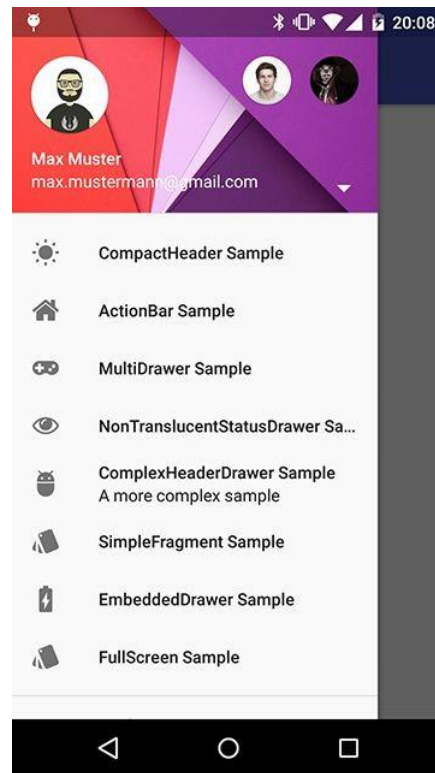 20:08
Max Muster
max.mustermann@gmail.com
CompactHeader Sample
ActionBar Sample
MultiDrawer Sample
NonTranslucentStatusDrawer Sa...
ComplexHeaderDrawer Sample
A more complex sample
SimpleFragment Sample
EmbeddedDrawer Sample
FullScreen Sample